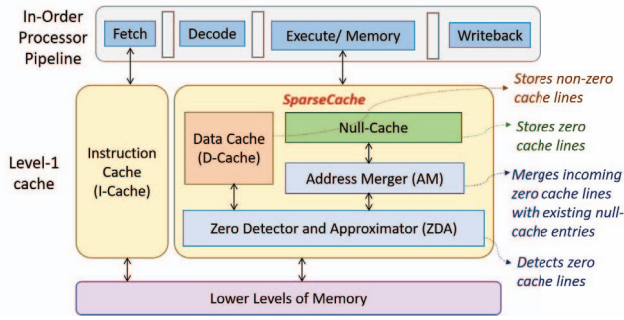 In-Order
Processor
Pipeline
Fetch
Decode
Execute/ Memory
Writeback
Level-1
cache
Instruction
Cache
(I-Cache)
SparseCache
Data Cache
(D-Cache)
Null-Cache
Address Merger (AM)
Zero Detector and Approximator (ZDA)
Lower Levels of Memory
Stores non-zero
cache lines
Stores zero
cache lines
Merges incoming
zero cache lines
with existing null-
cache entries
Detects zero
cache lines